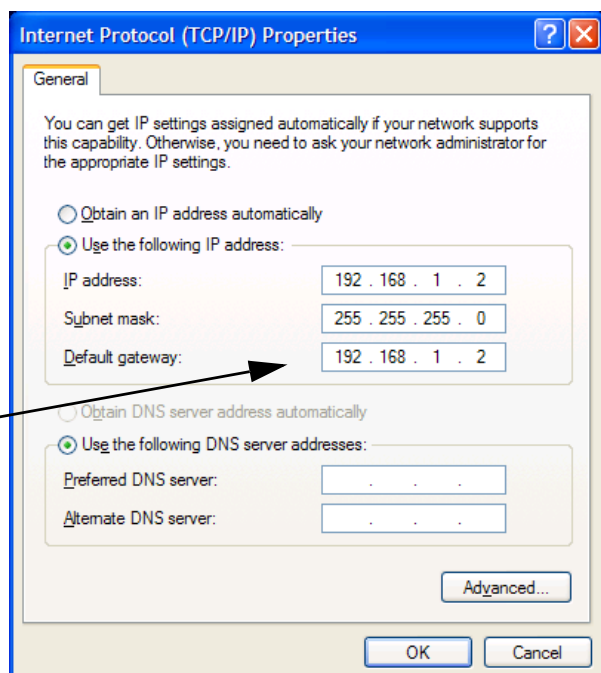 Internet Protocol (TCP/IP) Properties
General
You can get IP settings assigned automatically if your network supports
this capability. Otherwise, you need to ask your network administrator for
the appropriate IP settings.
Obtain an IP address automatically
Use the following IP address:
IP address: 192 . 168 . 1 . 2
Subnet mask: 255 . 255 . 255 . 0
Default gateway: 192 . 168 . 1 . 2
Obtain DNS server address automatically
Use the following DNS server addresses:
Preferred DNS server: . . .
Alternate DNS server: . . .
Advanced...
OK Cancel